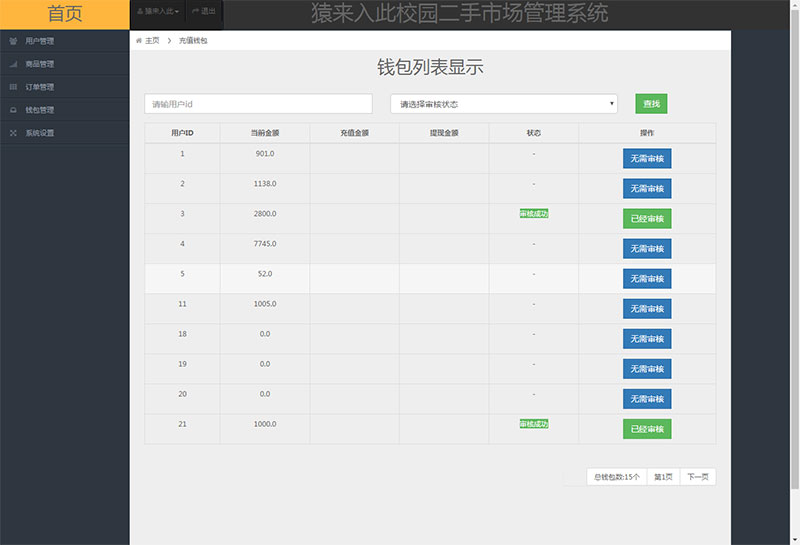 首页
猿来入此
退出
猿来入此校园二手市场管理系统
用户管理
商品管理
订单管理
钱包管理
系统设置
主页 > 充值钱包
钱包列表显示
请输用户id 请选择审核状态 查找
用户ID 当前金额 充值金额 提现金额 状态 操作
1 901.0 - 无需审核
2 1138.0 - 无需审核
3 2800.0 审核成功 已经审核
4 7745.0 - 无需审核
5 52.0 - 无需审核
11 1005.0 - 无需审核
18 0.0 - 无需审核
19 0.0 - 无需审核
20 0.0 - 无需审核
21 1000.0 审核成功 已经审核
总钱包数:15个 第1页 下一页